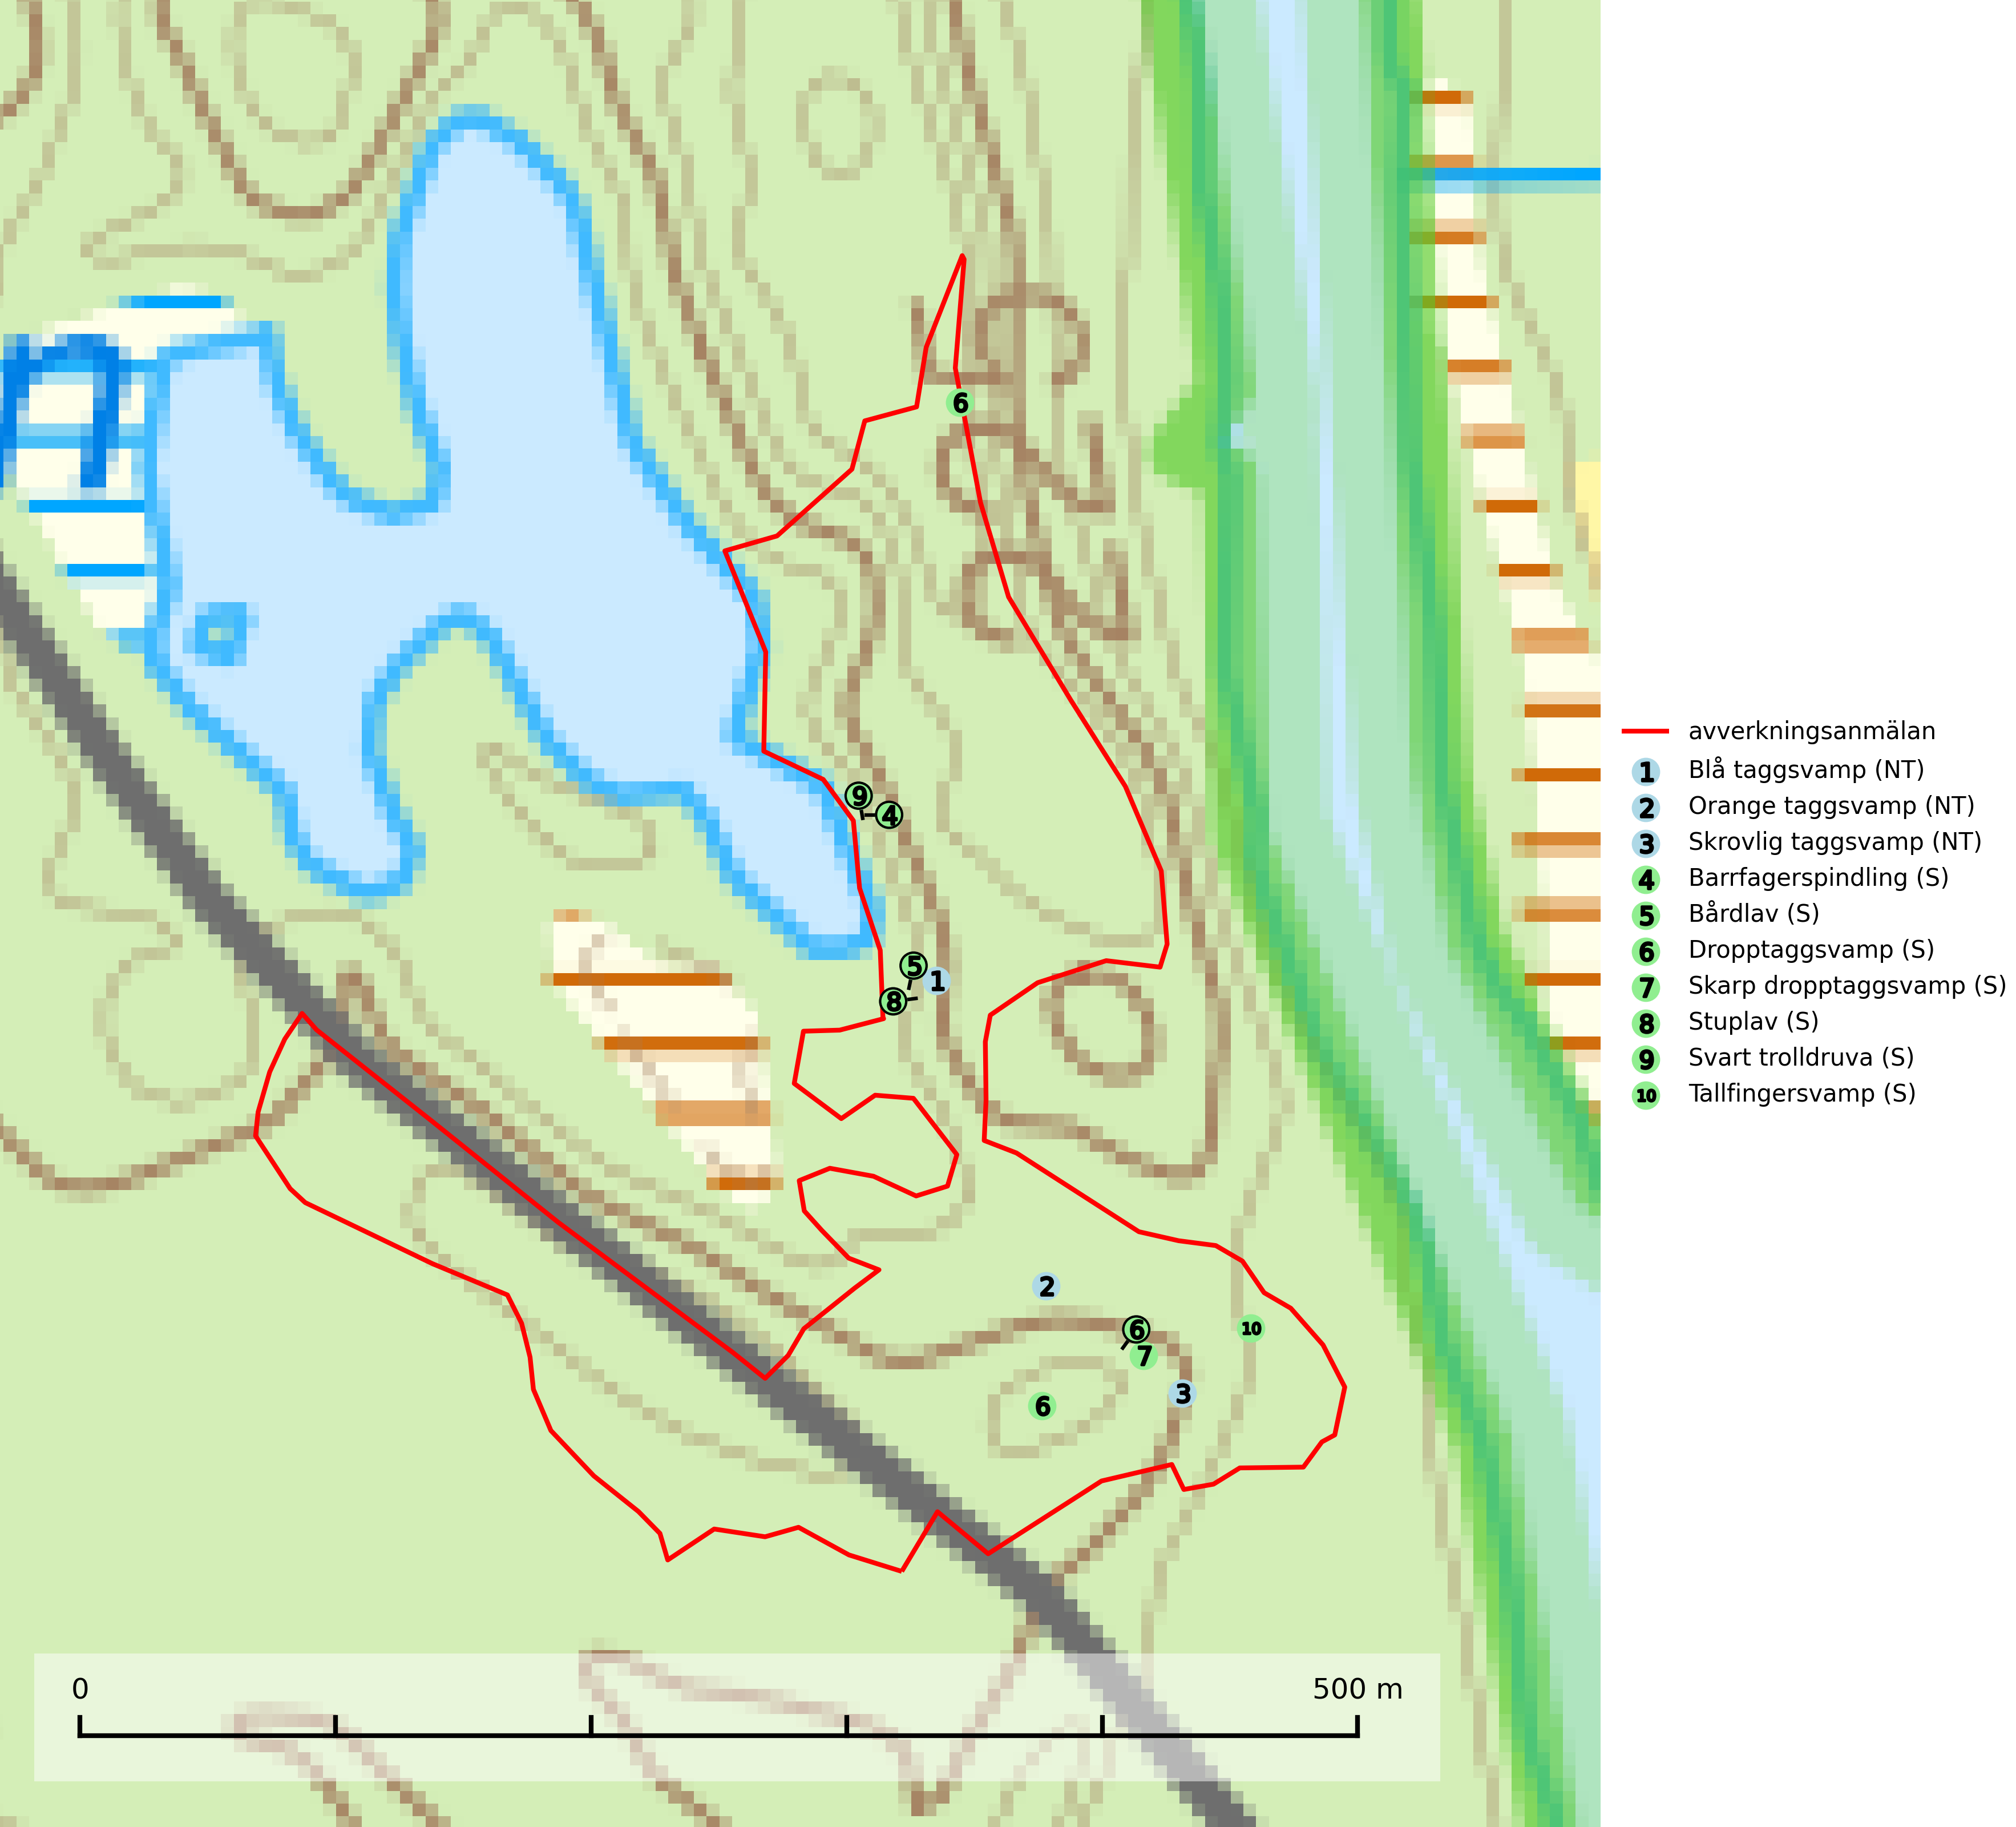 6
9
4
5
1
8
2
6
10
7
3
6
0 500 m
avverkningsanmälan
1 Blå taggsvamp (NT)
2 Orange taggsvamp (NT)
3 Skrovlig taggsvamp (NT)
4 Barrfagerspindling (S)
5 Bårdlav (S)
6 Dropptaggsvamp (S)
7 Skarp dropptaggsvamp (S)
8 Stuplav (S)
9 Svart trolldruva (S)
10 Tallfingersvamp (S)